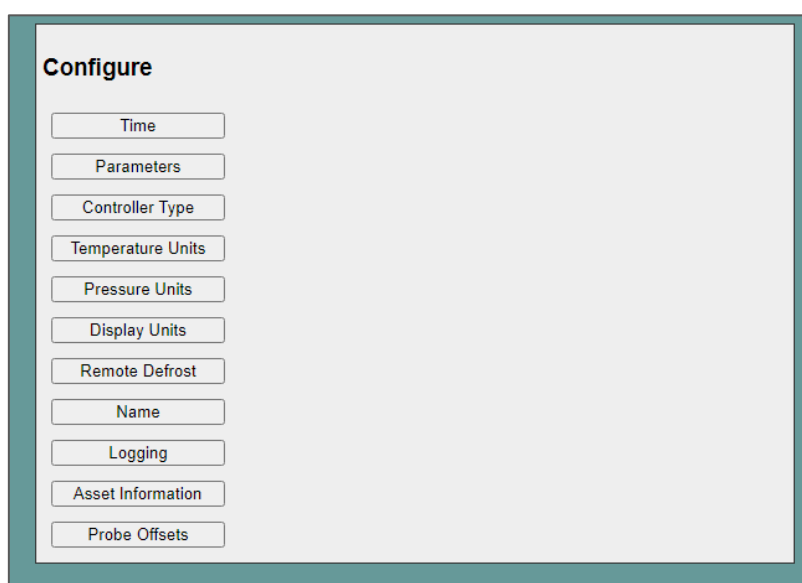 Configure
Time
Parameters
Controller Type
Temperature Units
Pressure Units
Display Units
Remote Defrost
Name
Logging
Asset Information
Probe Offsets